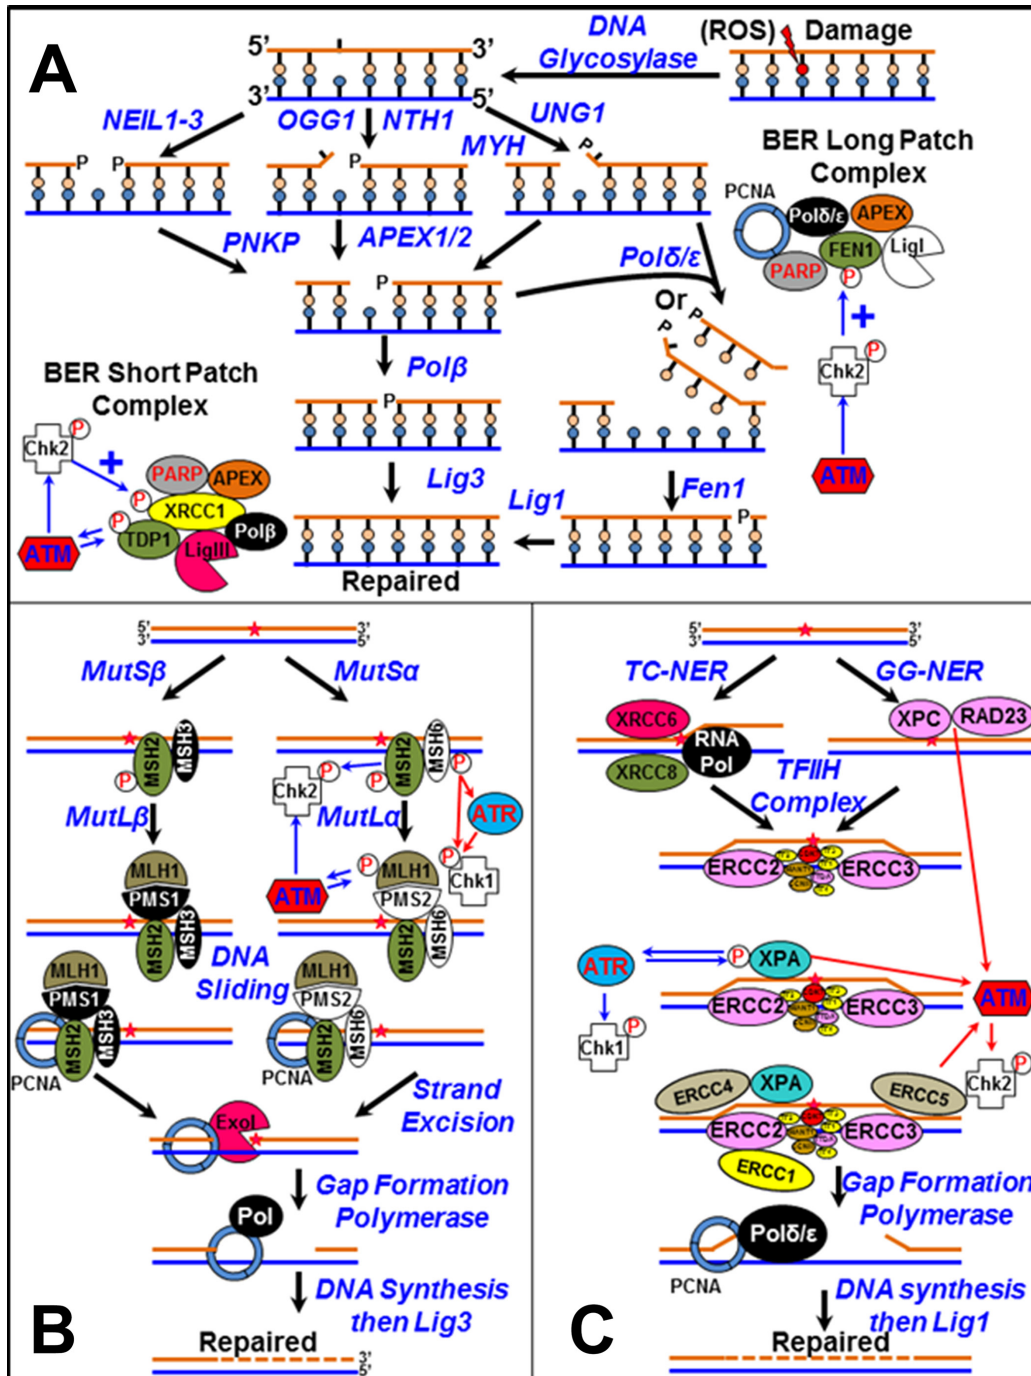 A
5'
3'
DNA
Glycosylase
(ROS) Damage
3'
5'
NEIL1-3
OGG1
NTH1
UNG1
MYH
P
P
P
P
BER Long Patch
Complex
PCNA
Polδ/ε
APEX
FEN1
LigI
PARP
P
PNKP
APEX1/2
Polδ/ε
P
Or
P
P
+
Chk2
P
ATM
Polβ
BER Short Patch
Complex
Chk2
P
+
PARP
APEX
P
XRCC1
P
TDP1
Polβ
LigIII
ATM
P
Lig3
Lig1
Fen1
P
Repaired
5'
3'
3'
5'
MutSβ
MutSα
MSH2
MSH3
P
MSH2
MSH6
P
P
Chk2
P
MutLβ
MutLα
ATR
MLH1
PMS1
MSH2
MSH3
ATM
P
MLH1
PMS2
MSH2
MSH6
P
Chk1
DNA
Sliding
MLH1
PMS1
MSH2
MSH3
PCNA
MLH1
PMS2
MSH2
MSH6
PCNA
Strand
Excision
ExoI
Gap Formation
Polymerase
Pol
DNA Synthesis
then Lig3
B
Repaired
3'
5'
5'
3'
3'
5'
TC-NER
GG-NER
XRCC6
RNA
Pol
XRCC8
XPC
RAD23
TFIIH
Complex
ERCC2
ERCC3
ATR
P
XPA
ERCC2
ERCC3
ATM
Chk1
P
Chk2
P
ERCC4
XPA
ERCC5
ERCC2
ERCC3
ERCC1
Gap Formation
Polymerase
Polδ/ε
PCNA
DNA synthesis
then Lig1
C
Repaired